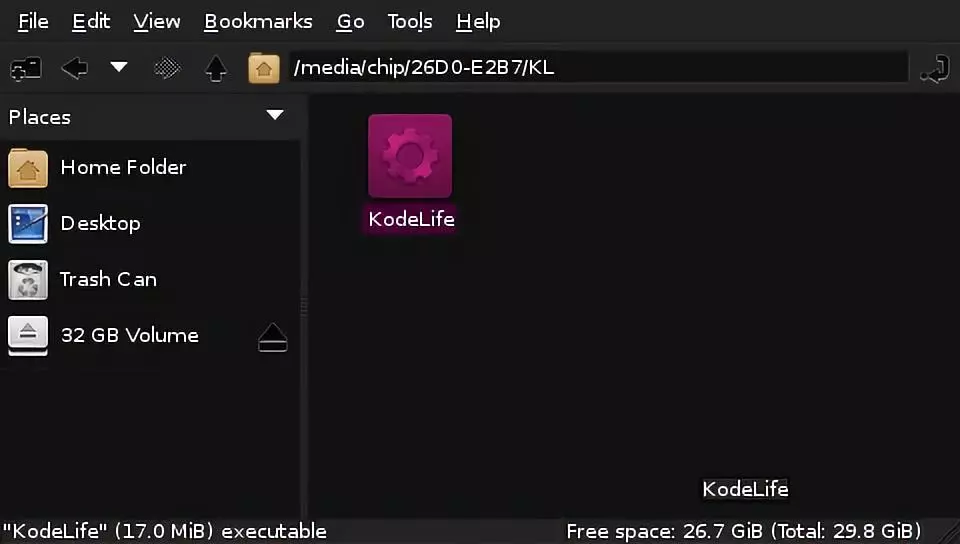 File Edit View Bookmarks Go Tools Help
/media/chip/26D0-E2B7/KL
Places
Home Folder
Desktop
Trash Can
32 GB Volume
KodeLife
KodeLife
"KodeLife" (17.0 MiB) executable
Free space: 26.7 GiB (Total: 29.8 GiB)